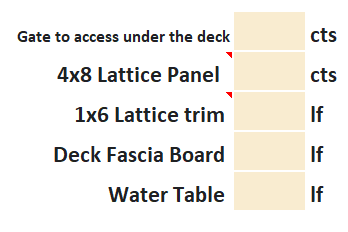 Gate to access under the deck cts
4x8 Lattice Panel cts
1x6 Lattice trim lf
Deck Fascia Board lf
Water Table lf